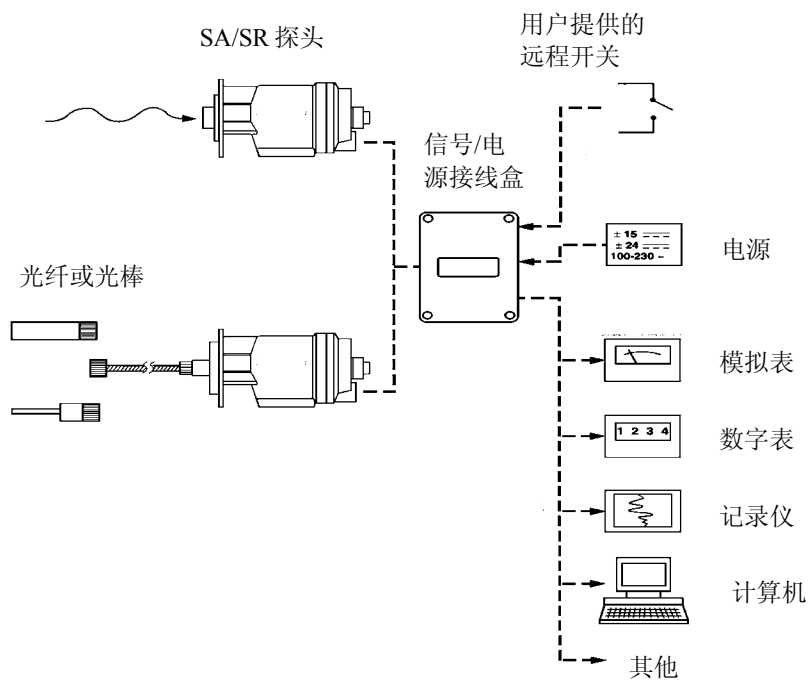 SA/SR 探头
用户提供的
远程开关
信号/电
源接线盒
± 15
± 24
100-230 ~
电源
光纤或光棒
模拟表
1 2 3 4
数字表
记录仪
计算机
其他